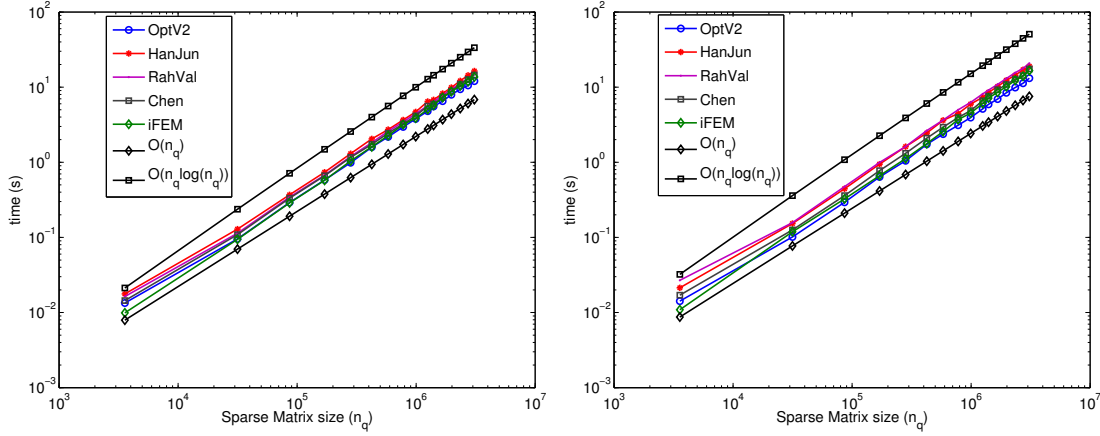 10^2
10^1
10^0
10^-1
10^-2
10^-3
time (s)
OptV2
HanJun
RahVal
Chen
iFEM
O(n_q)
O(n_q log(n_q))
10^3 10^4 10^5 10^6 10^7
Sparse Matrix size (n_q)
10^2
10^1
10^0
10^-1
10^-2
10^-3
time (s)
OptV2
HanJun
RahVal
Chen
iFEM
O(n_q)
O(n_q log(n_q))
10^3 10^4 10^5 10^6 10^7
Sparse Matrix size (n_q)